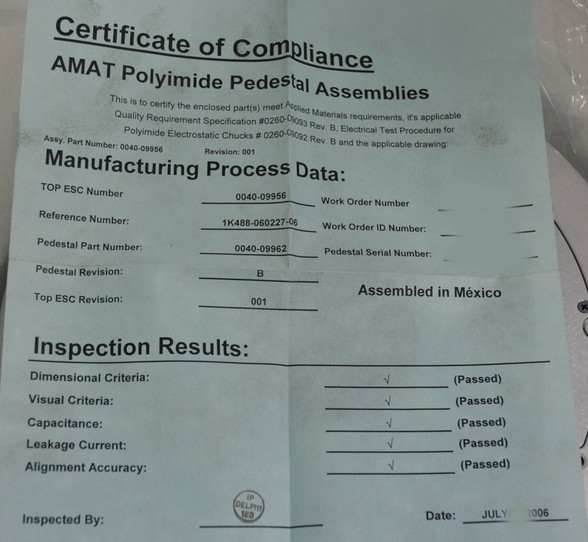 Certificate of Compliance
AMAT Polyimide Pedestal Assemblies
This is to certify the enclosed part(s) meet Applied Materials requirements, it's applicable
Quality Requirement Specification #0260-09093 Rev. B, Electrical Test Procedure for
Polyimide Electrostatic Chucks # 0260-09092 Rev. B and the applicable drawing:
Assy. Part Number: 0040-09956 Revision: 001
Manufacturing Process Data:
TOP ESC Number 0040-09956 Work Order Number
Reference Number: 1K488-060227-06 Work Order ID Number:
Pedestal Part Number: 0040-09962 Pedestal Serial Number:
Pedestal Revision: B
Assembled in México
Top ESC Revision: 001
Inspection Results:
Dimensional Criteria: √ (Passed)
Visual Criteria: √ (Passed)
Capacitance: √ (Passed)
Leakage Current: √ (Passed)
Alignment Accuracy: √ (Passed)
IP
DELPHI
123
Inspected By: Date: JULY 2006